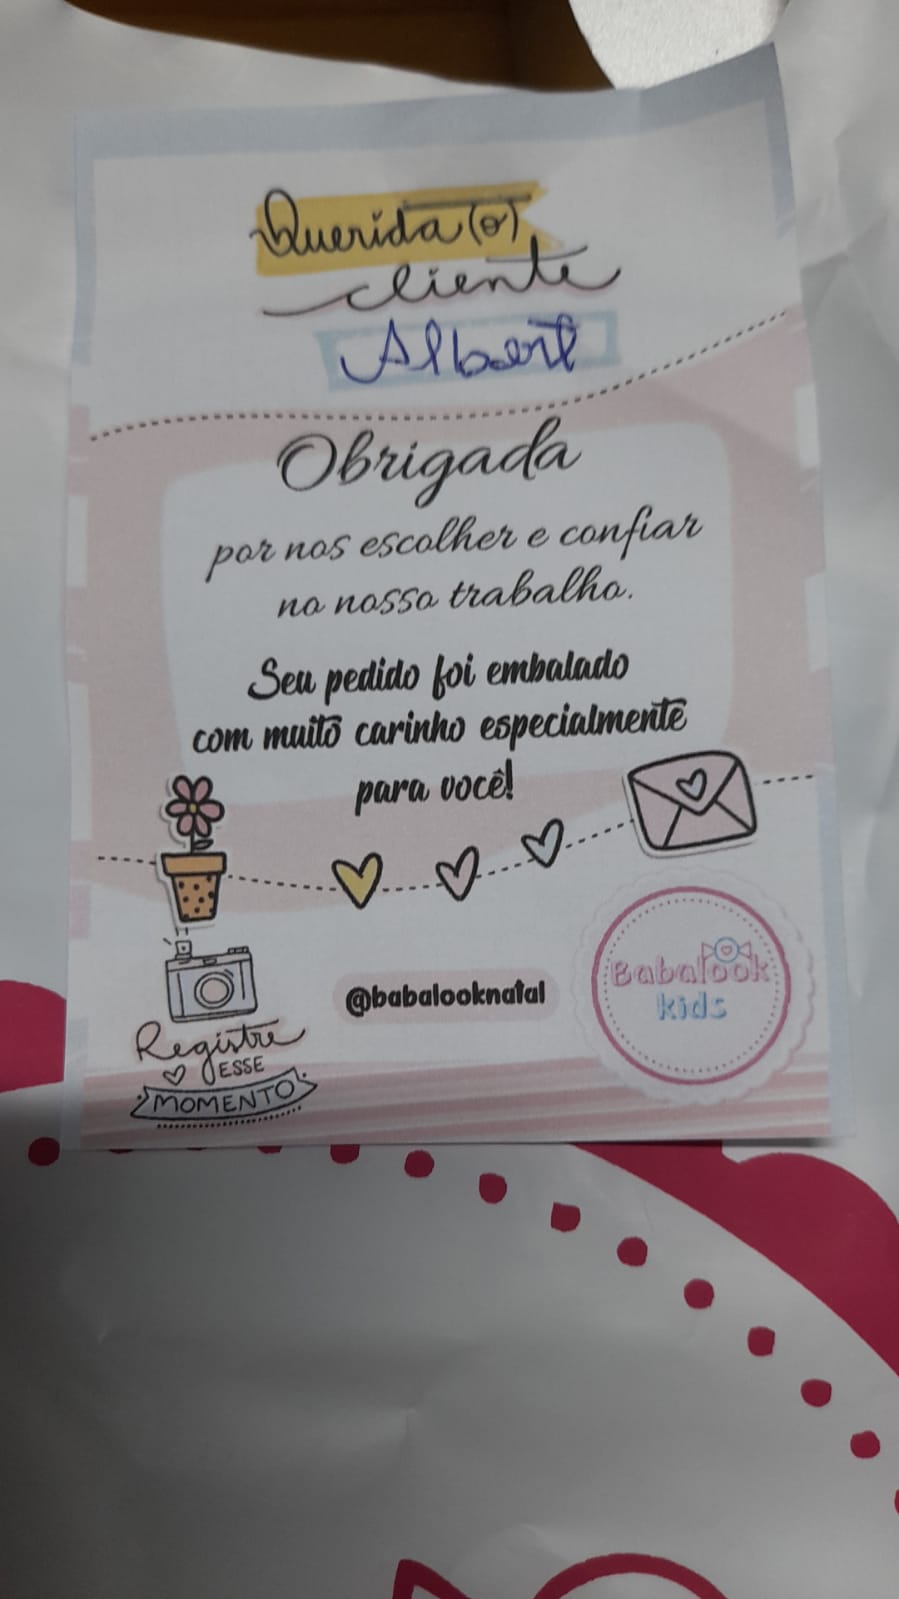 Querida(o)
cliente
Albert
Obrigada
por nos escolher e confiar
no nosso trabalho.
Seu pedido foi embalado
com muito carinho especialmente
para você!
@babalooknatal
Babalook
kids
Registre
ESSE
MOMENTO